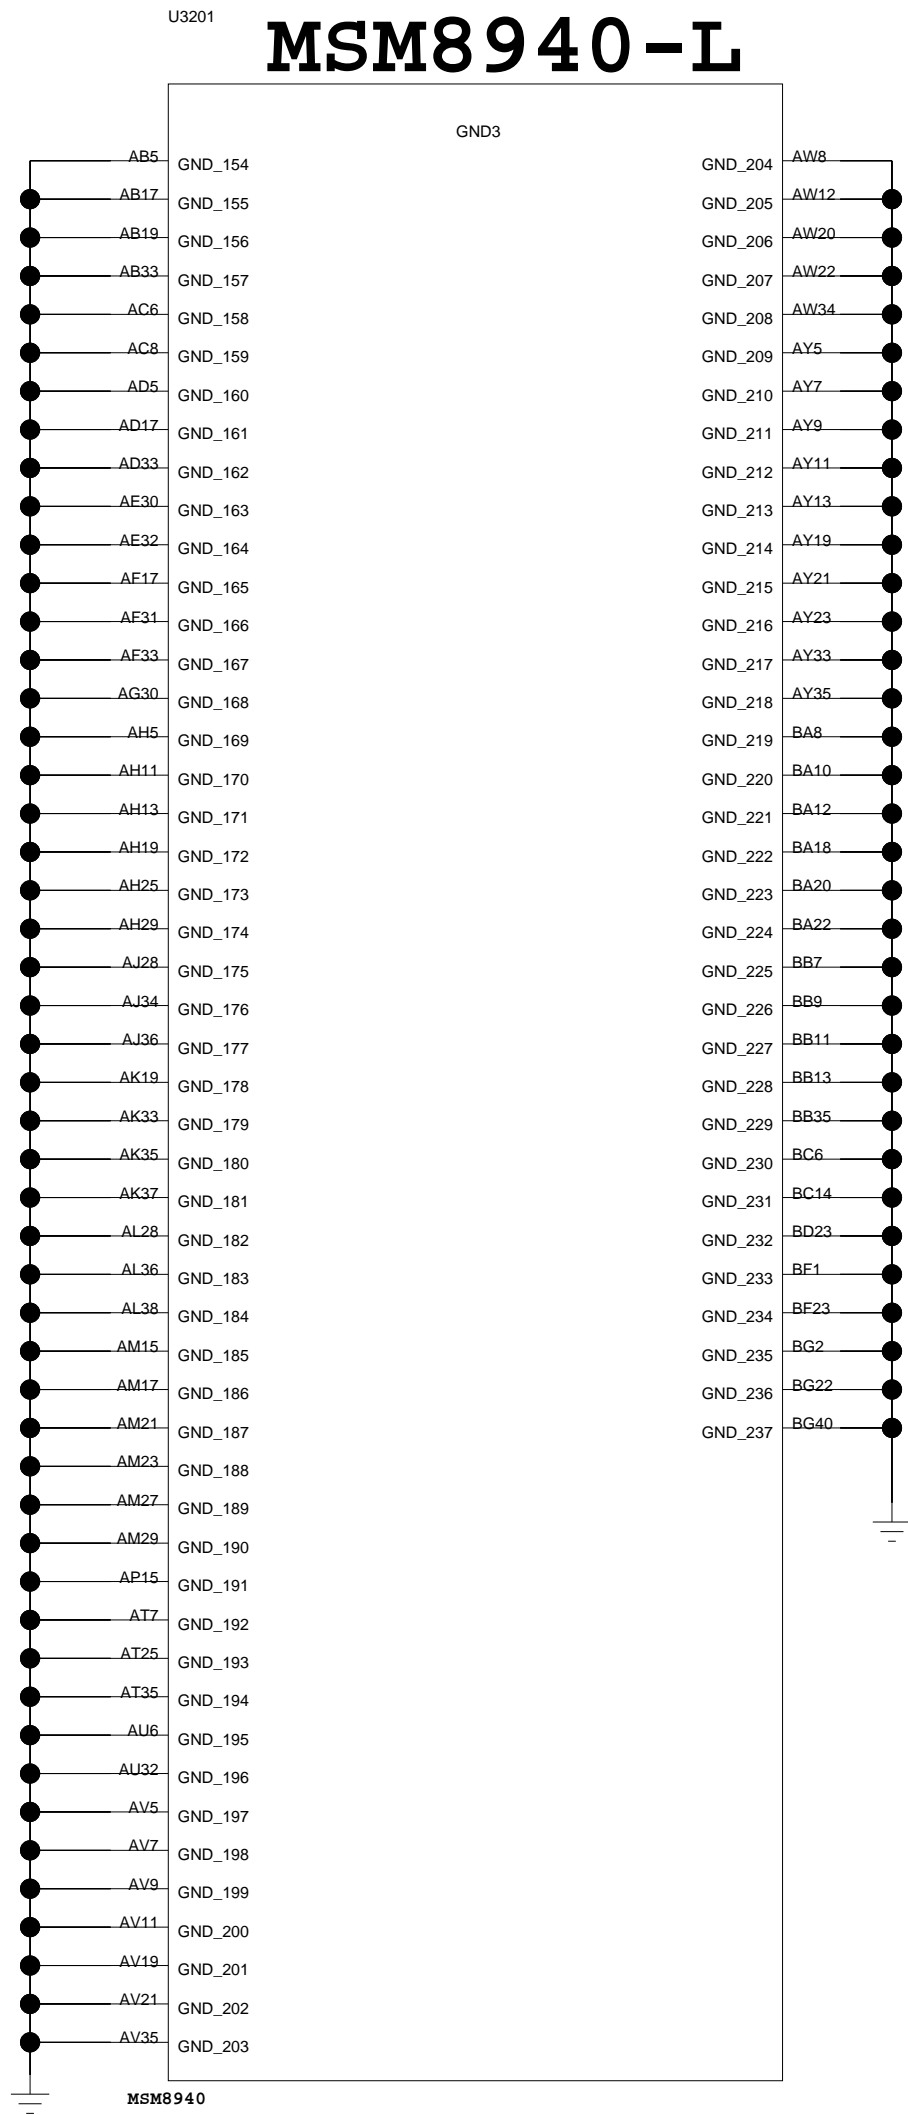 U3201
MSM8940-L
GND3
AB5 GND_154 GND_204 AW8
AB17 GND_155 GND_205 AW12
AB19 GND_156 GND_206 AW20
AB33 GND_157 GND_207 AW22
AC6 GND_158 GND_208 AW34
AC8 GND_159 GND_209 AY5
AD5 GND_160 GND_210 AY7
AD17 GND_161 GND_211 AY9
AD33 GND_162 GND_212 AY11
AE30 GND_163 GND_213 AY13
AE32 GND_164 GND_214 AY19
AF17 GND_165 GND_215 AY21
AF31 GND_166 GND_216 AY23
AF33 GND_167 GND_217 AY33
AG30 GND_168 GND_218 AY35
AH5 GND_169 GND_219 BA8
AH11 GND_170 GND_220 BA10
AH13 GND_171 GND_221 BA12
AH19 GND_172 GND_222 BA18
AH25 GND_173 GND_223 BA20
AH29 GND_174 GND_224 BA22
AJ28 GND_175 GND_225 BB7
AJ34 GND_176 GND_226 BB9
AJ36 GND_177 GND_227 BB11
AK19 GND_178 GND_228 BB13
AK33 GND_179 GND_229 BB35
AK35 GND_180 GND_230 BC6
AK37 GND_181 GND_231 BC14
AL28 GND_182 GND_232 BD23
AL36 GND_183 GND_233 BF1
AL38 GND_184 GND_234 BF23
AM15 GND_185 GND_235 BG2
AM17 GND_186 GND_236 BG22
AM21 GND_187 GND_237 BG40
AM23 GND_188
AM27 GND_189
AM29 GND_190
AP15 GND_191
AT7 GND_192
AT25 GND_193
AT35 GND_194
AU6 GND_195
AU32 GND_196
AV5 GND_197
AV7 GND_198
AV9 GND_199
AV11 GND_200
AV19 GND_201
AV21 GND_202
AV35 GND_203
MSM8940